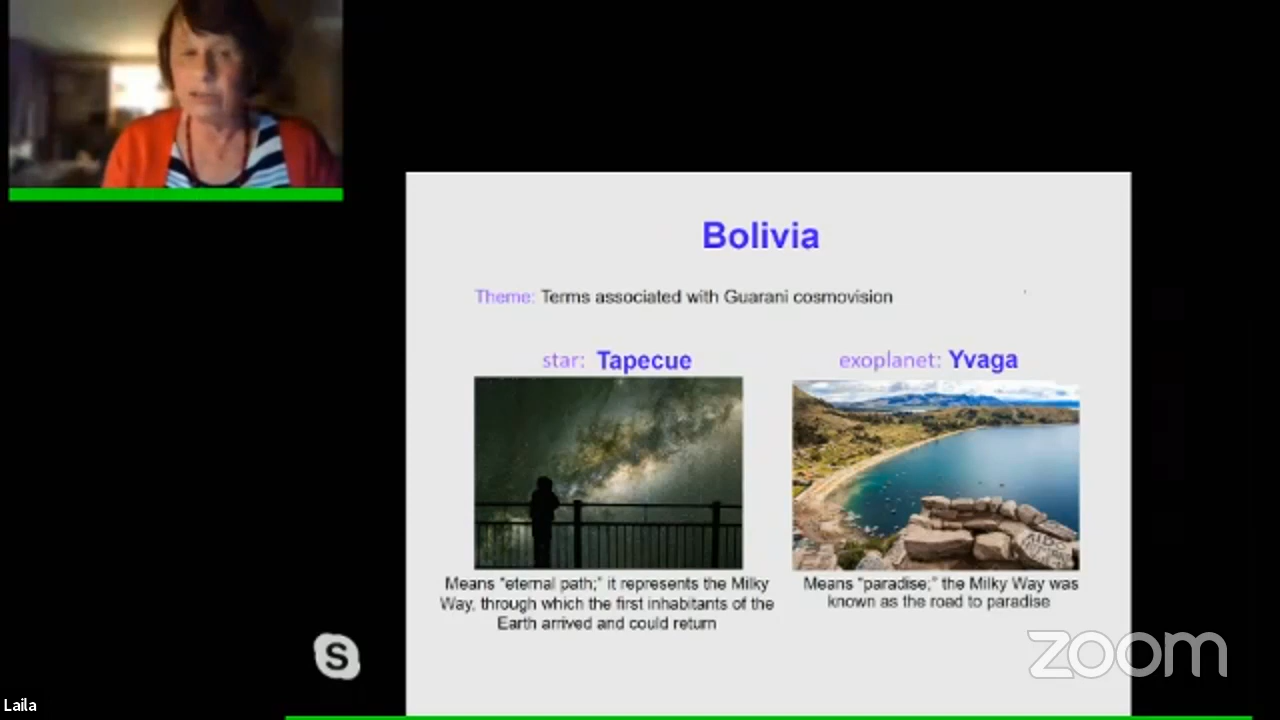 Bolivia
Theme: Terms associated with Guarani cosmovision
star: Tapecue
exoplanet: Yvaga
Means "eternal path;" it represents the Milky
Way, through which the first inhabitants of the
Earth arrived and could return
Means "paradise;" the Milky Way was
known as the road to paradise
S
zoom
Laila